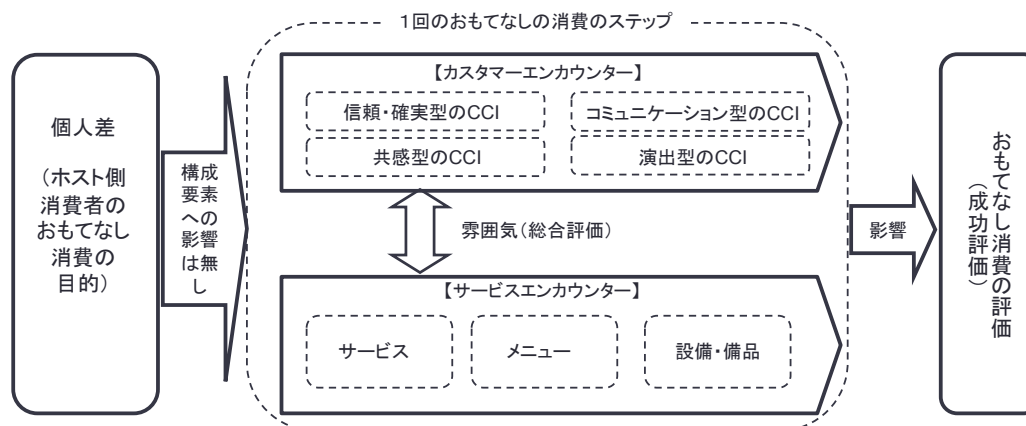 1回のおもてなしの消費のステップ
個人差
(ホスト側
消費者の
おもてなし
消費の
目的)
構成
要素
への
影響
は無
し
【カスタマーエンカウンター】
信頼・確実型のCCI
コミュニケーション型のCCI
共感型のCCI
演出型のCCI
雰囲気(総合評価)
【サービスエンカウンター】
サービス
メニュー
設備・備品
影響
おもてなし消費の評価
(成功評価)